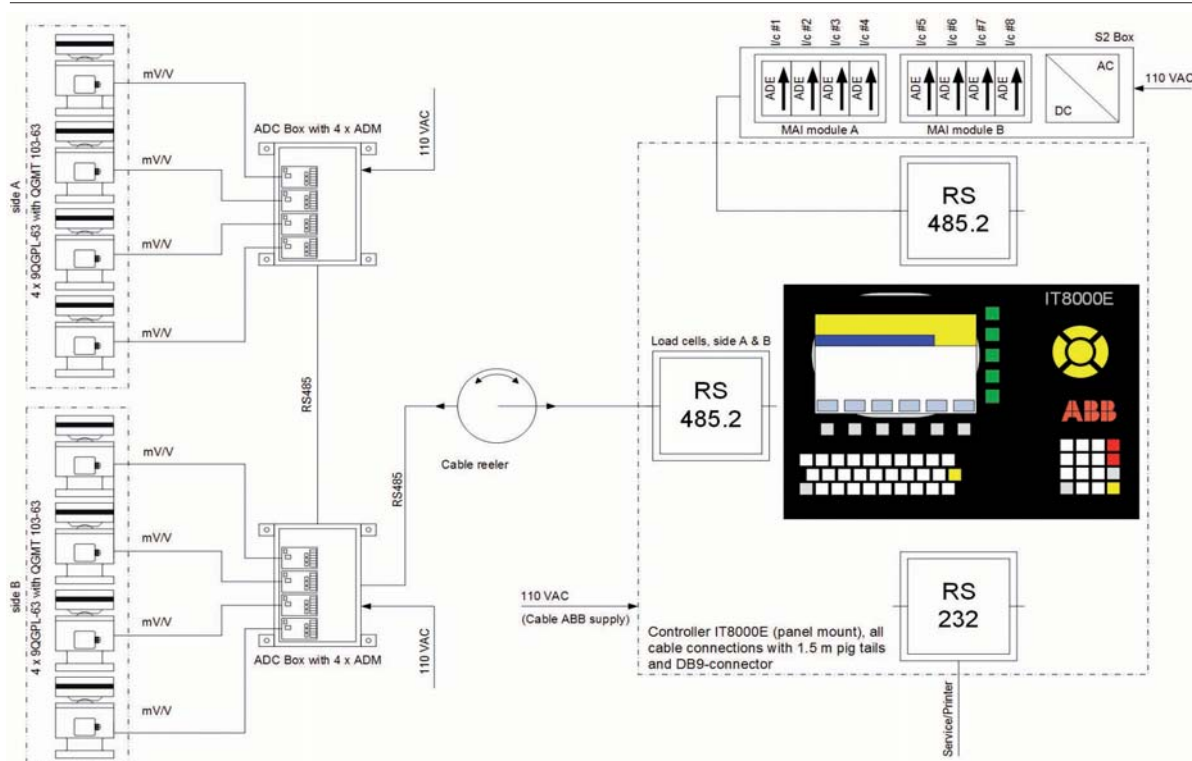 side A
4 x 9QGPL-63 with QGMT 103-63
mV/V
mV/V
mV/V
mV/V
ADC Box with 4 x ADM
110 VAC
RS485
side B
4 x 9QGPL-63 with QGMT 103-63
mV/V
mV/V
mV/V
mV/V
ADC Box with 4 x ADM
110 VAC
RS485
Cable reeler
I/c #1
I/c #2
I/c #3
I/c #4
I/c #5
I/c #6
I/c #7
I/c #8
S2 Box
ADE
ADE
ADE
ADE
ADE
ADE
ADE
ADE
AC
DC
110 VAC
MAI module A
MAI module B
RS
485.2
Load cells, side A & B
RS
485.2
IT8000E
ABB
110 VAC
(Cable ABB supply)
RS
232
Controller IT8000E (panel mount), all
cable connections with 1.5 m pig tails
and DB9-connector
Service/Printer